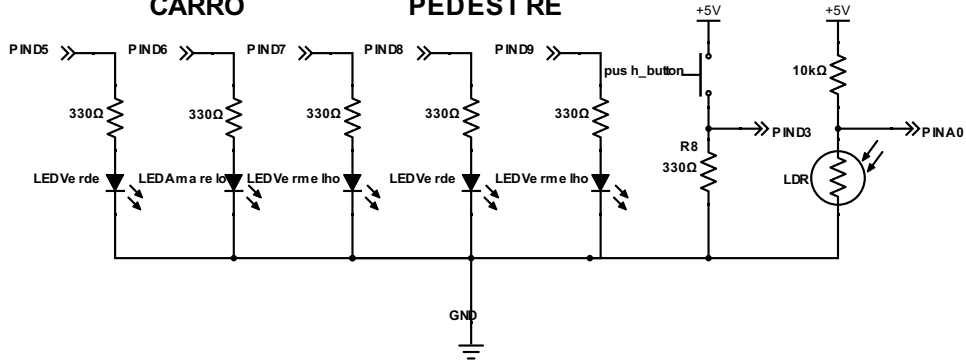 CARRO
PEDESTRE
+5V
+5V
PIND5
PIND6
PIND7
PIND8
PIND9
push_button
10kΩ
330Ω
330Ω
330Ω
330Ω
330Ω
PIND3
PINA0
R8
330Ω
LEDVerde
LEDAmarelo
LEDVermelho
LEDVerde
LEDVermelho
LDR
GND